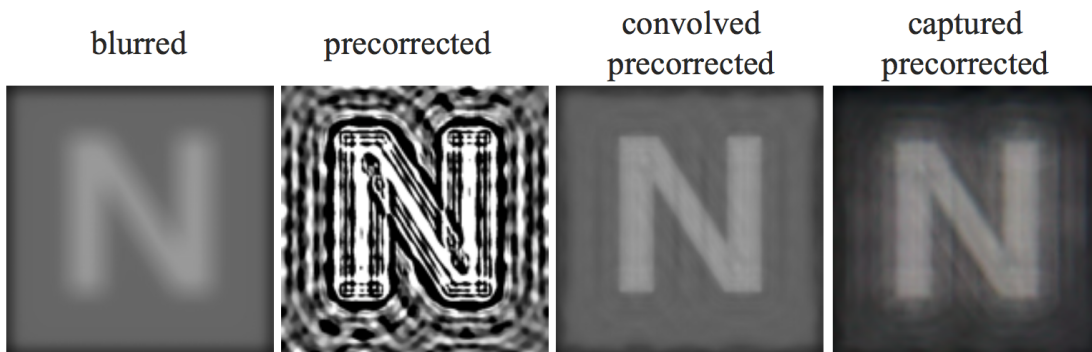 blurred
precorrected
convolved
precorrected
captured
precorrected
N
N
N
N